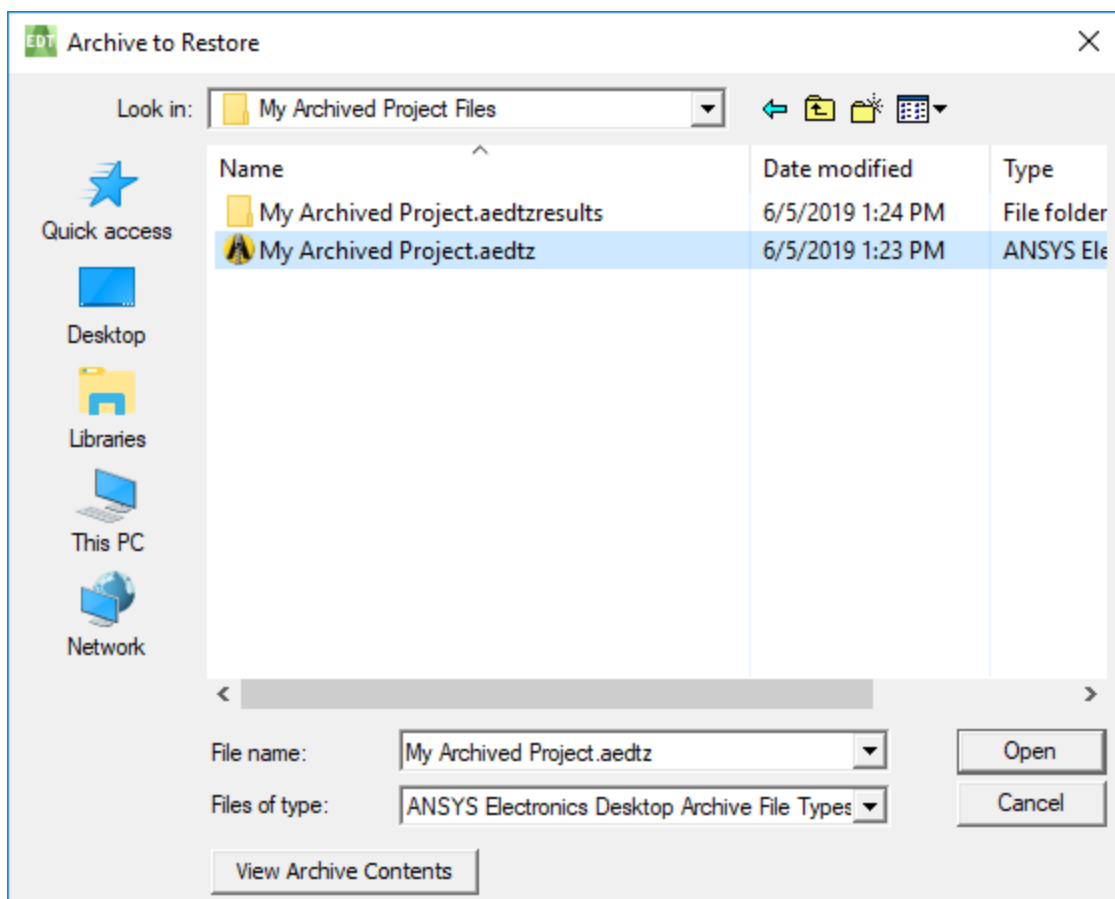 EDT Archive to Restore
Look in: My Archived Project Files
Name Date modified Type
My Archived Project.aedtzresults 6/5/2019 1:24 PM File folder
My Archived Project.aedtz 6/5/2019 1:23 PM ANSYS Ele
Quick access
Desktop
Libraries
This PC
Network
File name: My Archived Project.aedtz Open
Files of type: ANSYS Electronics Desktop Archive File Types Cancel
View Archive Contents